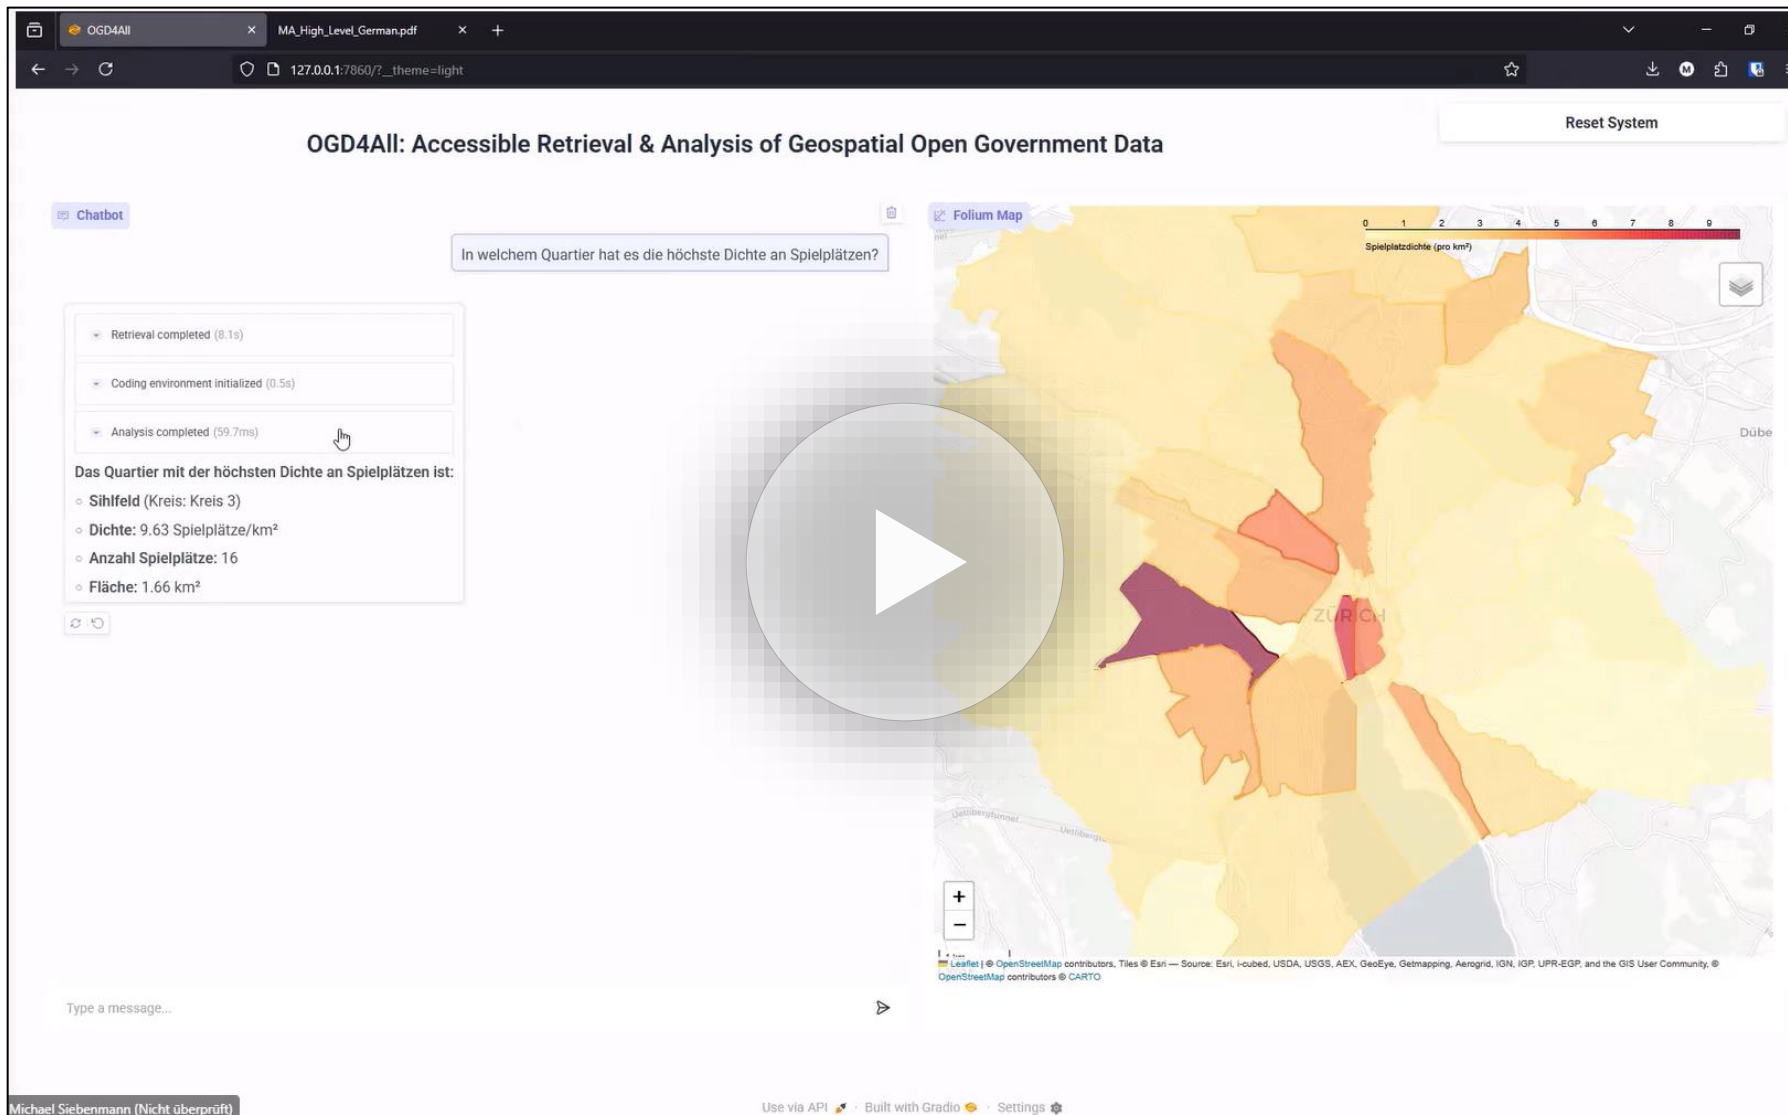 OGD4All
MA_High_Level_German.pdf
127.0.0.1:7860/?__theme=light
Reset System
OGD4All: Accessible Retrieval & Analysis of Geospatial Open Government Data
Chatbot
In welchem Quartier hat es die höchste Dichte an Spielplätzen?
Retrieval completed (8.1s)
Coding environment initialized (0.5s)
Analysis completed (59.7ms)
Das Quartier mit der höchsten Dichte an Spielplätzen ist:
Sihlfeld (Kreis: Kreis 3)
Dichte: 9.63 Spielplätze/km²
Anzahl Spielplätze: 16
Fläche: 1.66 km²
Type a message...
Folium Map
0 1 2 3 4 5 6 7 8 9
Spielplatzdichte (pro km²)
Dübe
ZÜRICH
Uetlibergtunnel
+
−
Leaflet | © OpenStreetMap contributors, Tiles © Esri — Source: Esri, i-cubed, USDA, USGS, AEX, GeoEye, Getmapping, Aerogrid, IGN, IGP, UPR-EGP, and the GIS User Community, ©
OpenStreetMap contributors © CARTO
Michael Siebenmann (Nicht überprüft)
Use via API · Built with Gradio · Settings